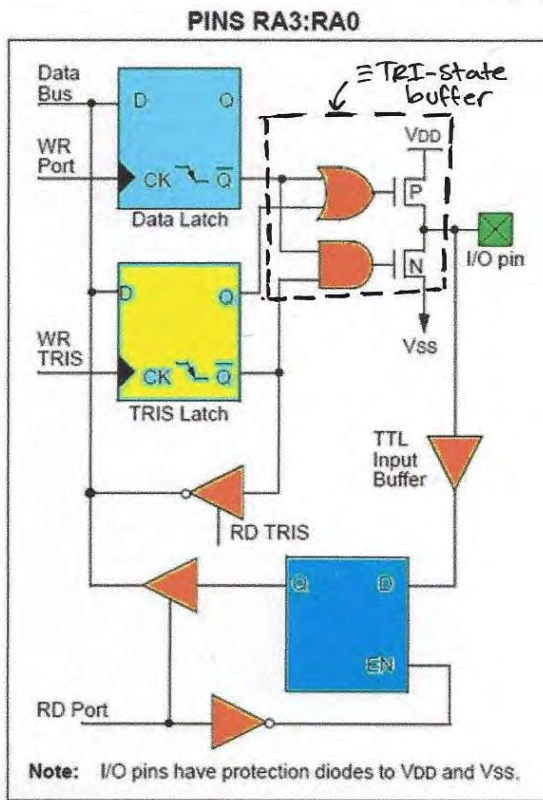 PINS RA3:RA0
≡ TRI-state
buffer
Data
Bus
D Q
VDD
WR
Port
CK Q̅
P
Data Latch
I/O pin
N
D Q
VSS
WR
TRIS
CK Q̅
TRIS Latch
TTL
Input
Buffer
RD TRIS
Q D
EN
RD Port
Note: I/O pins have protection diodes to VDD and VSS.